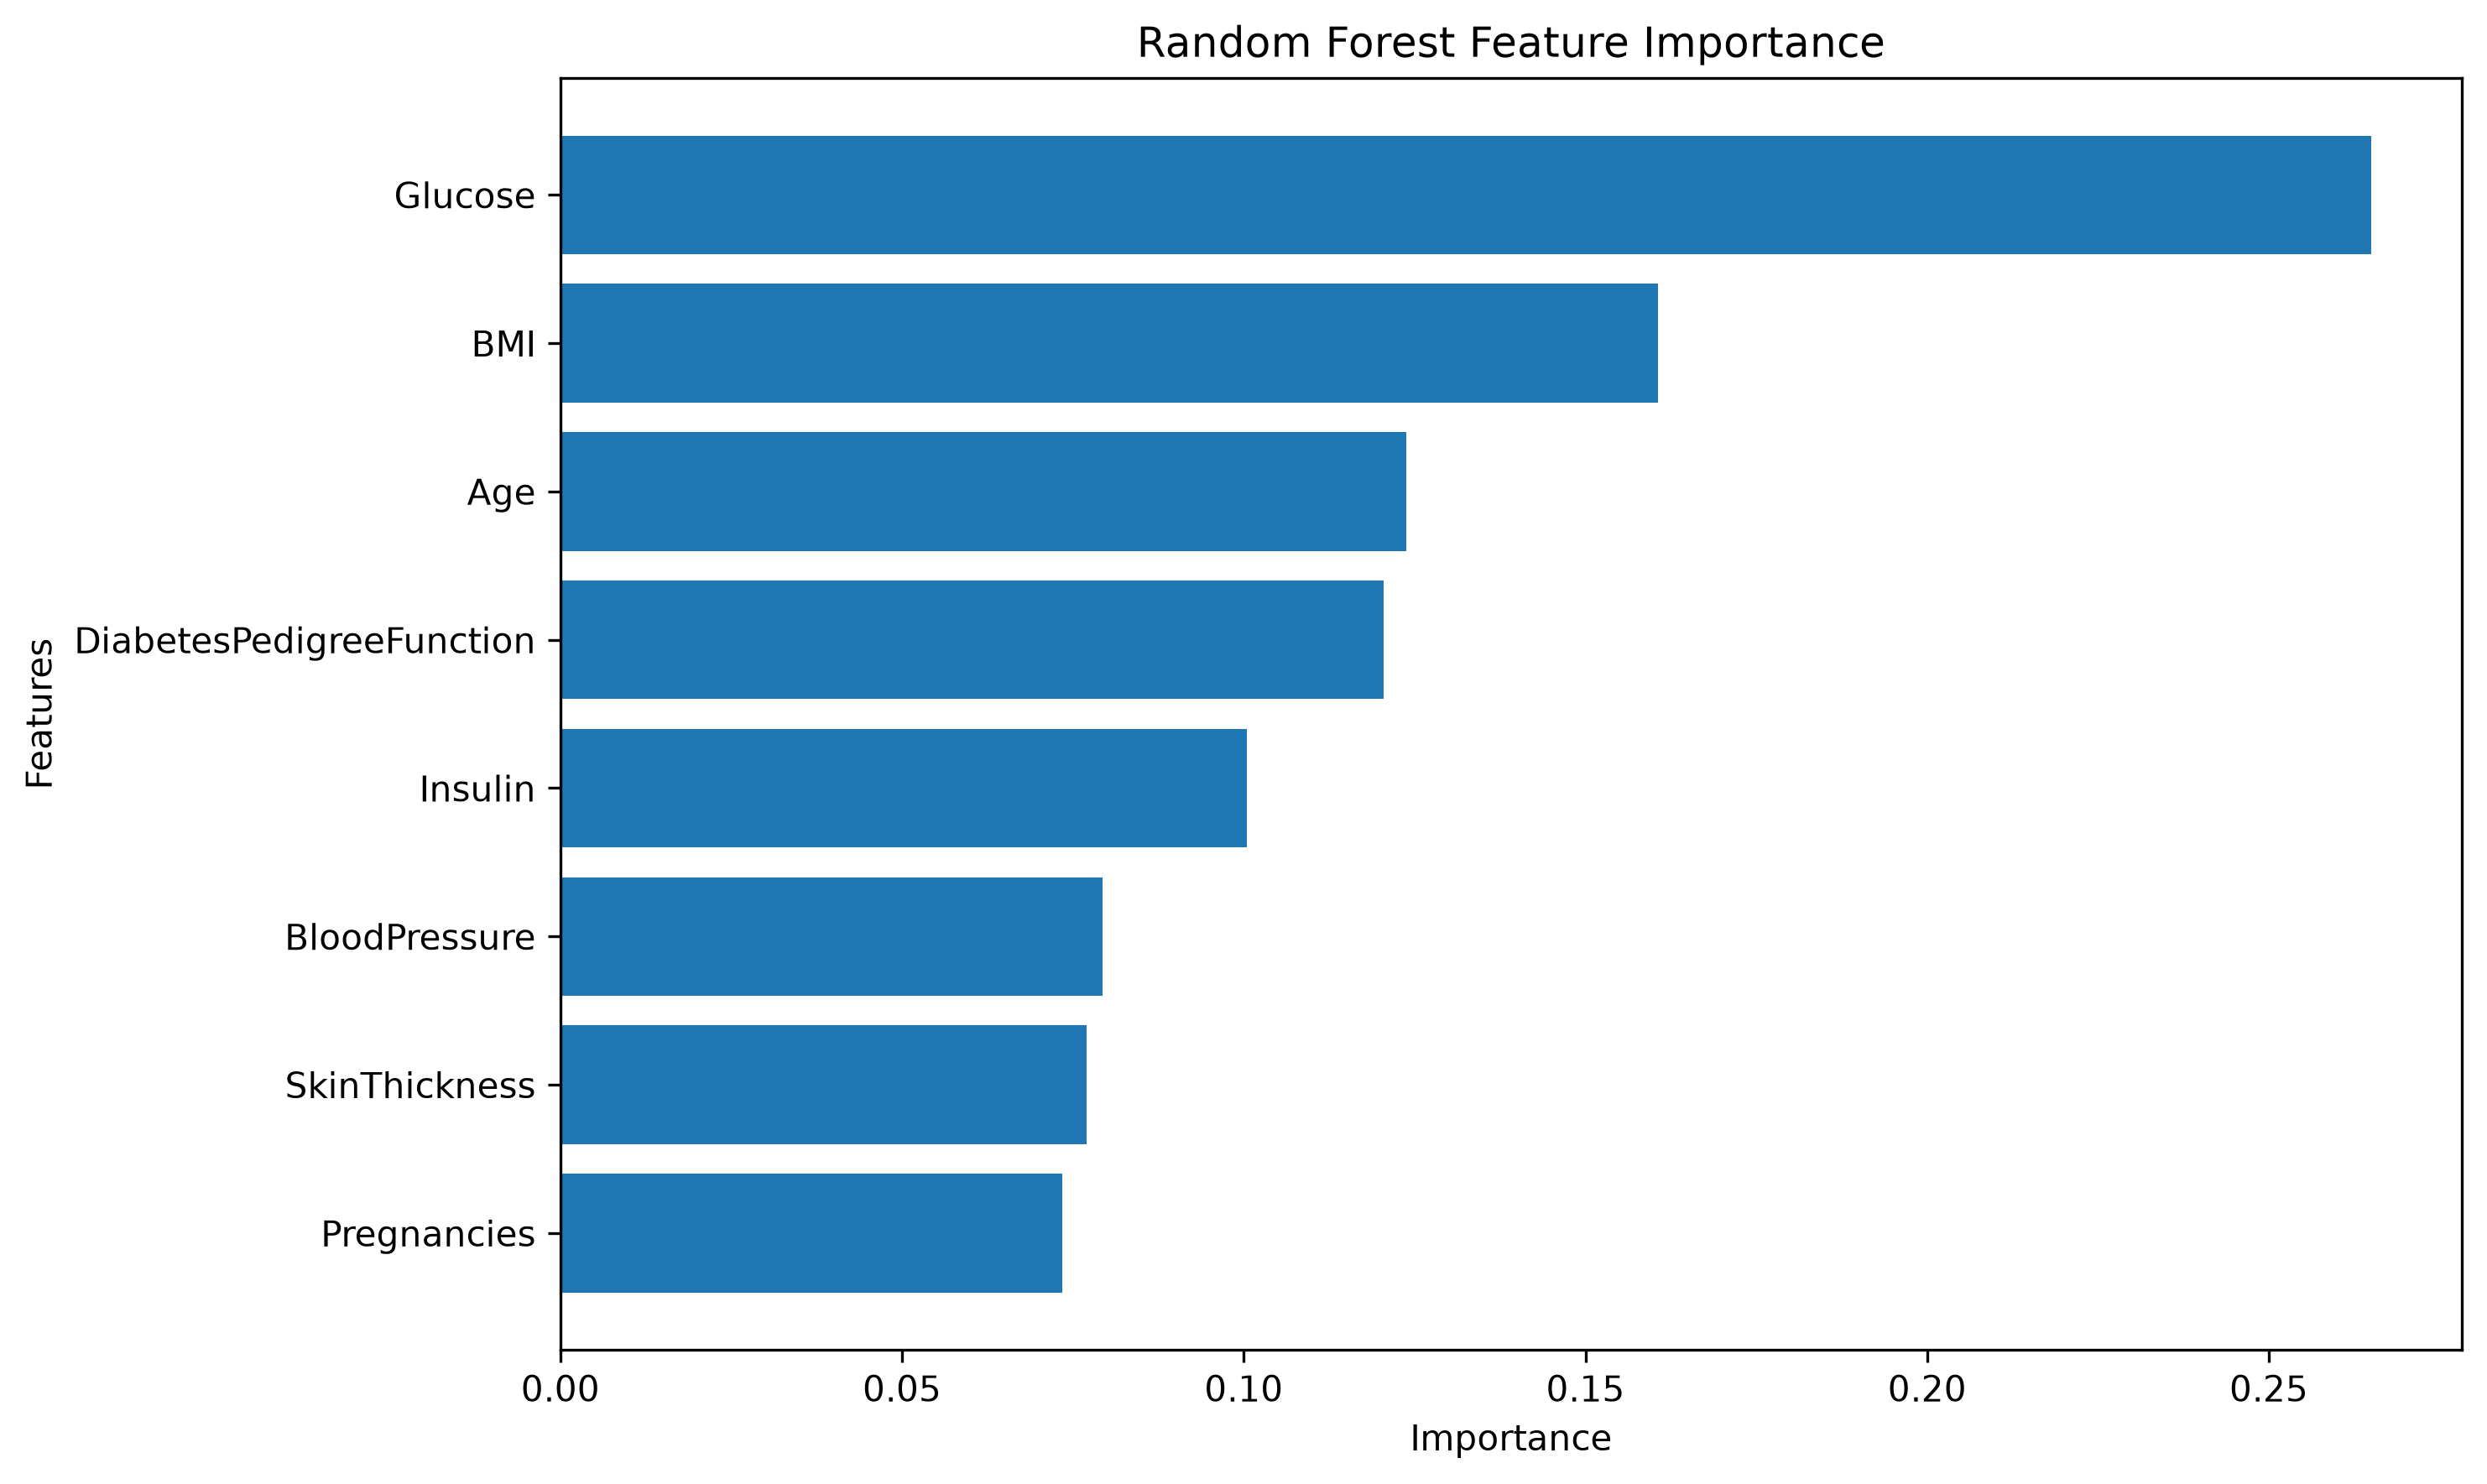 Random Forest Feature Importance
Features
Glucose
BMI
Age
DiabetesPedigreeFunction
Insulin
BloodPressure
SkinThickness
Pregnancies
0.00 0.05 0.10 0.15 0.20 0.25
Importance